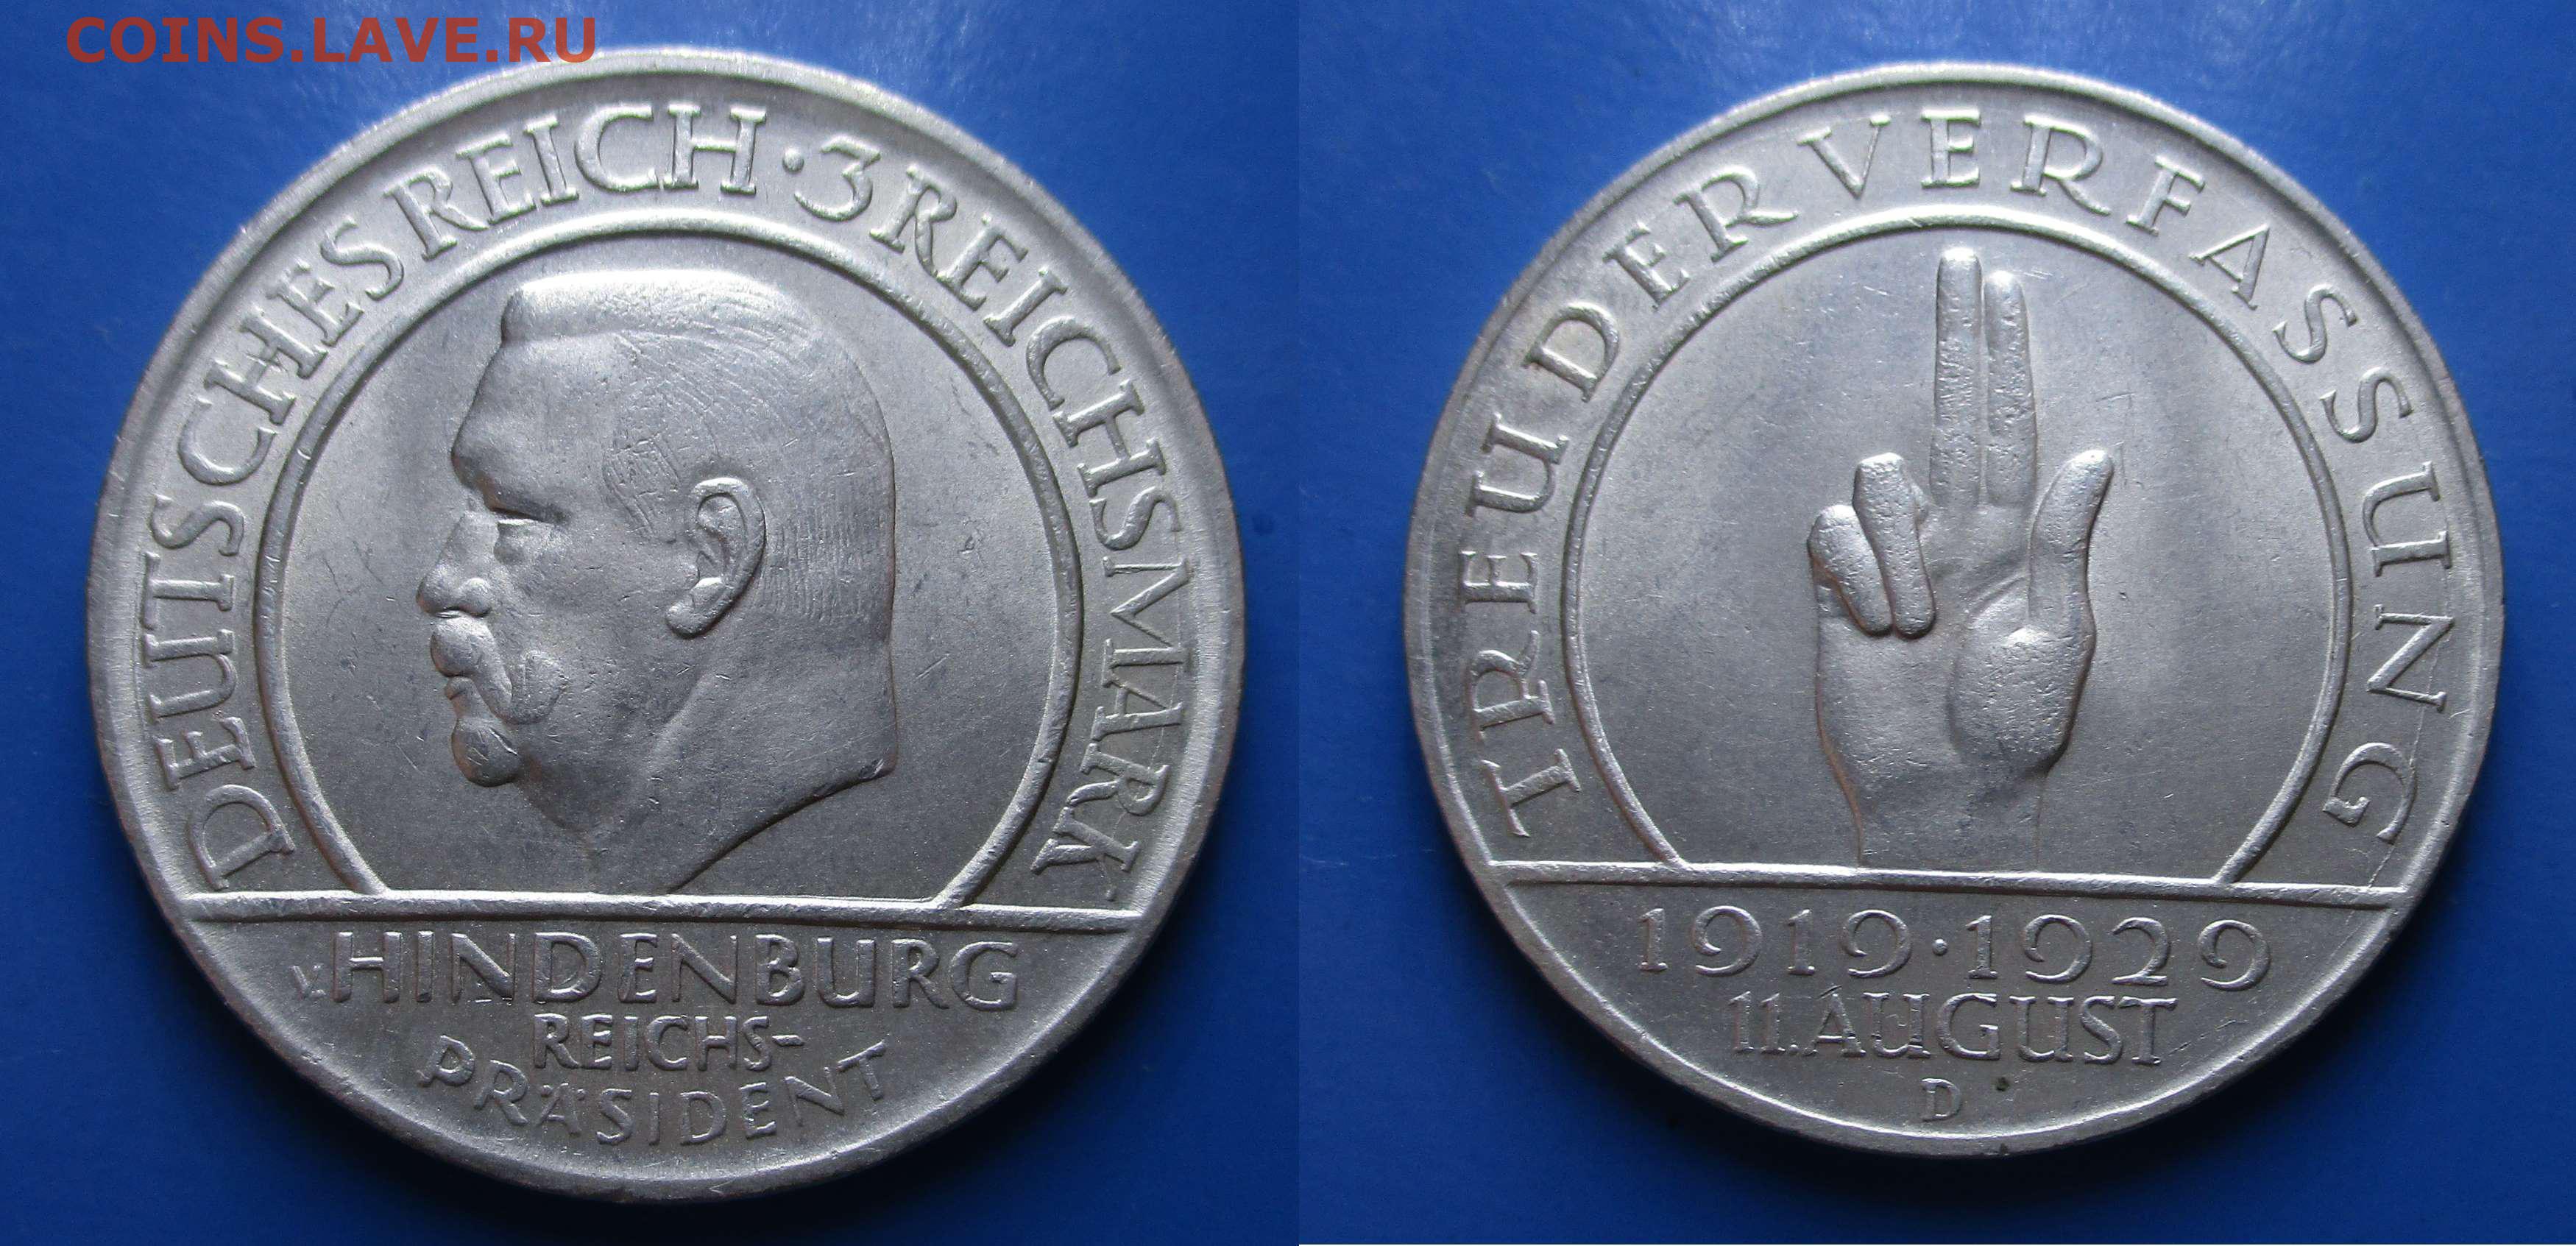 COINS.LAVE.RU
DEUTSCHES REICH · 3 REICHSMARK
v. HINDENBURG
REICHS-
PRÄSIDENT
TREU DER VERFASSUNG
1919 · 1929
11. AUGUST
D